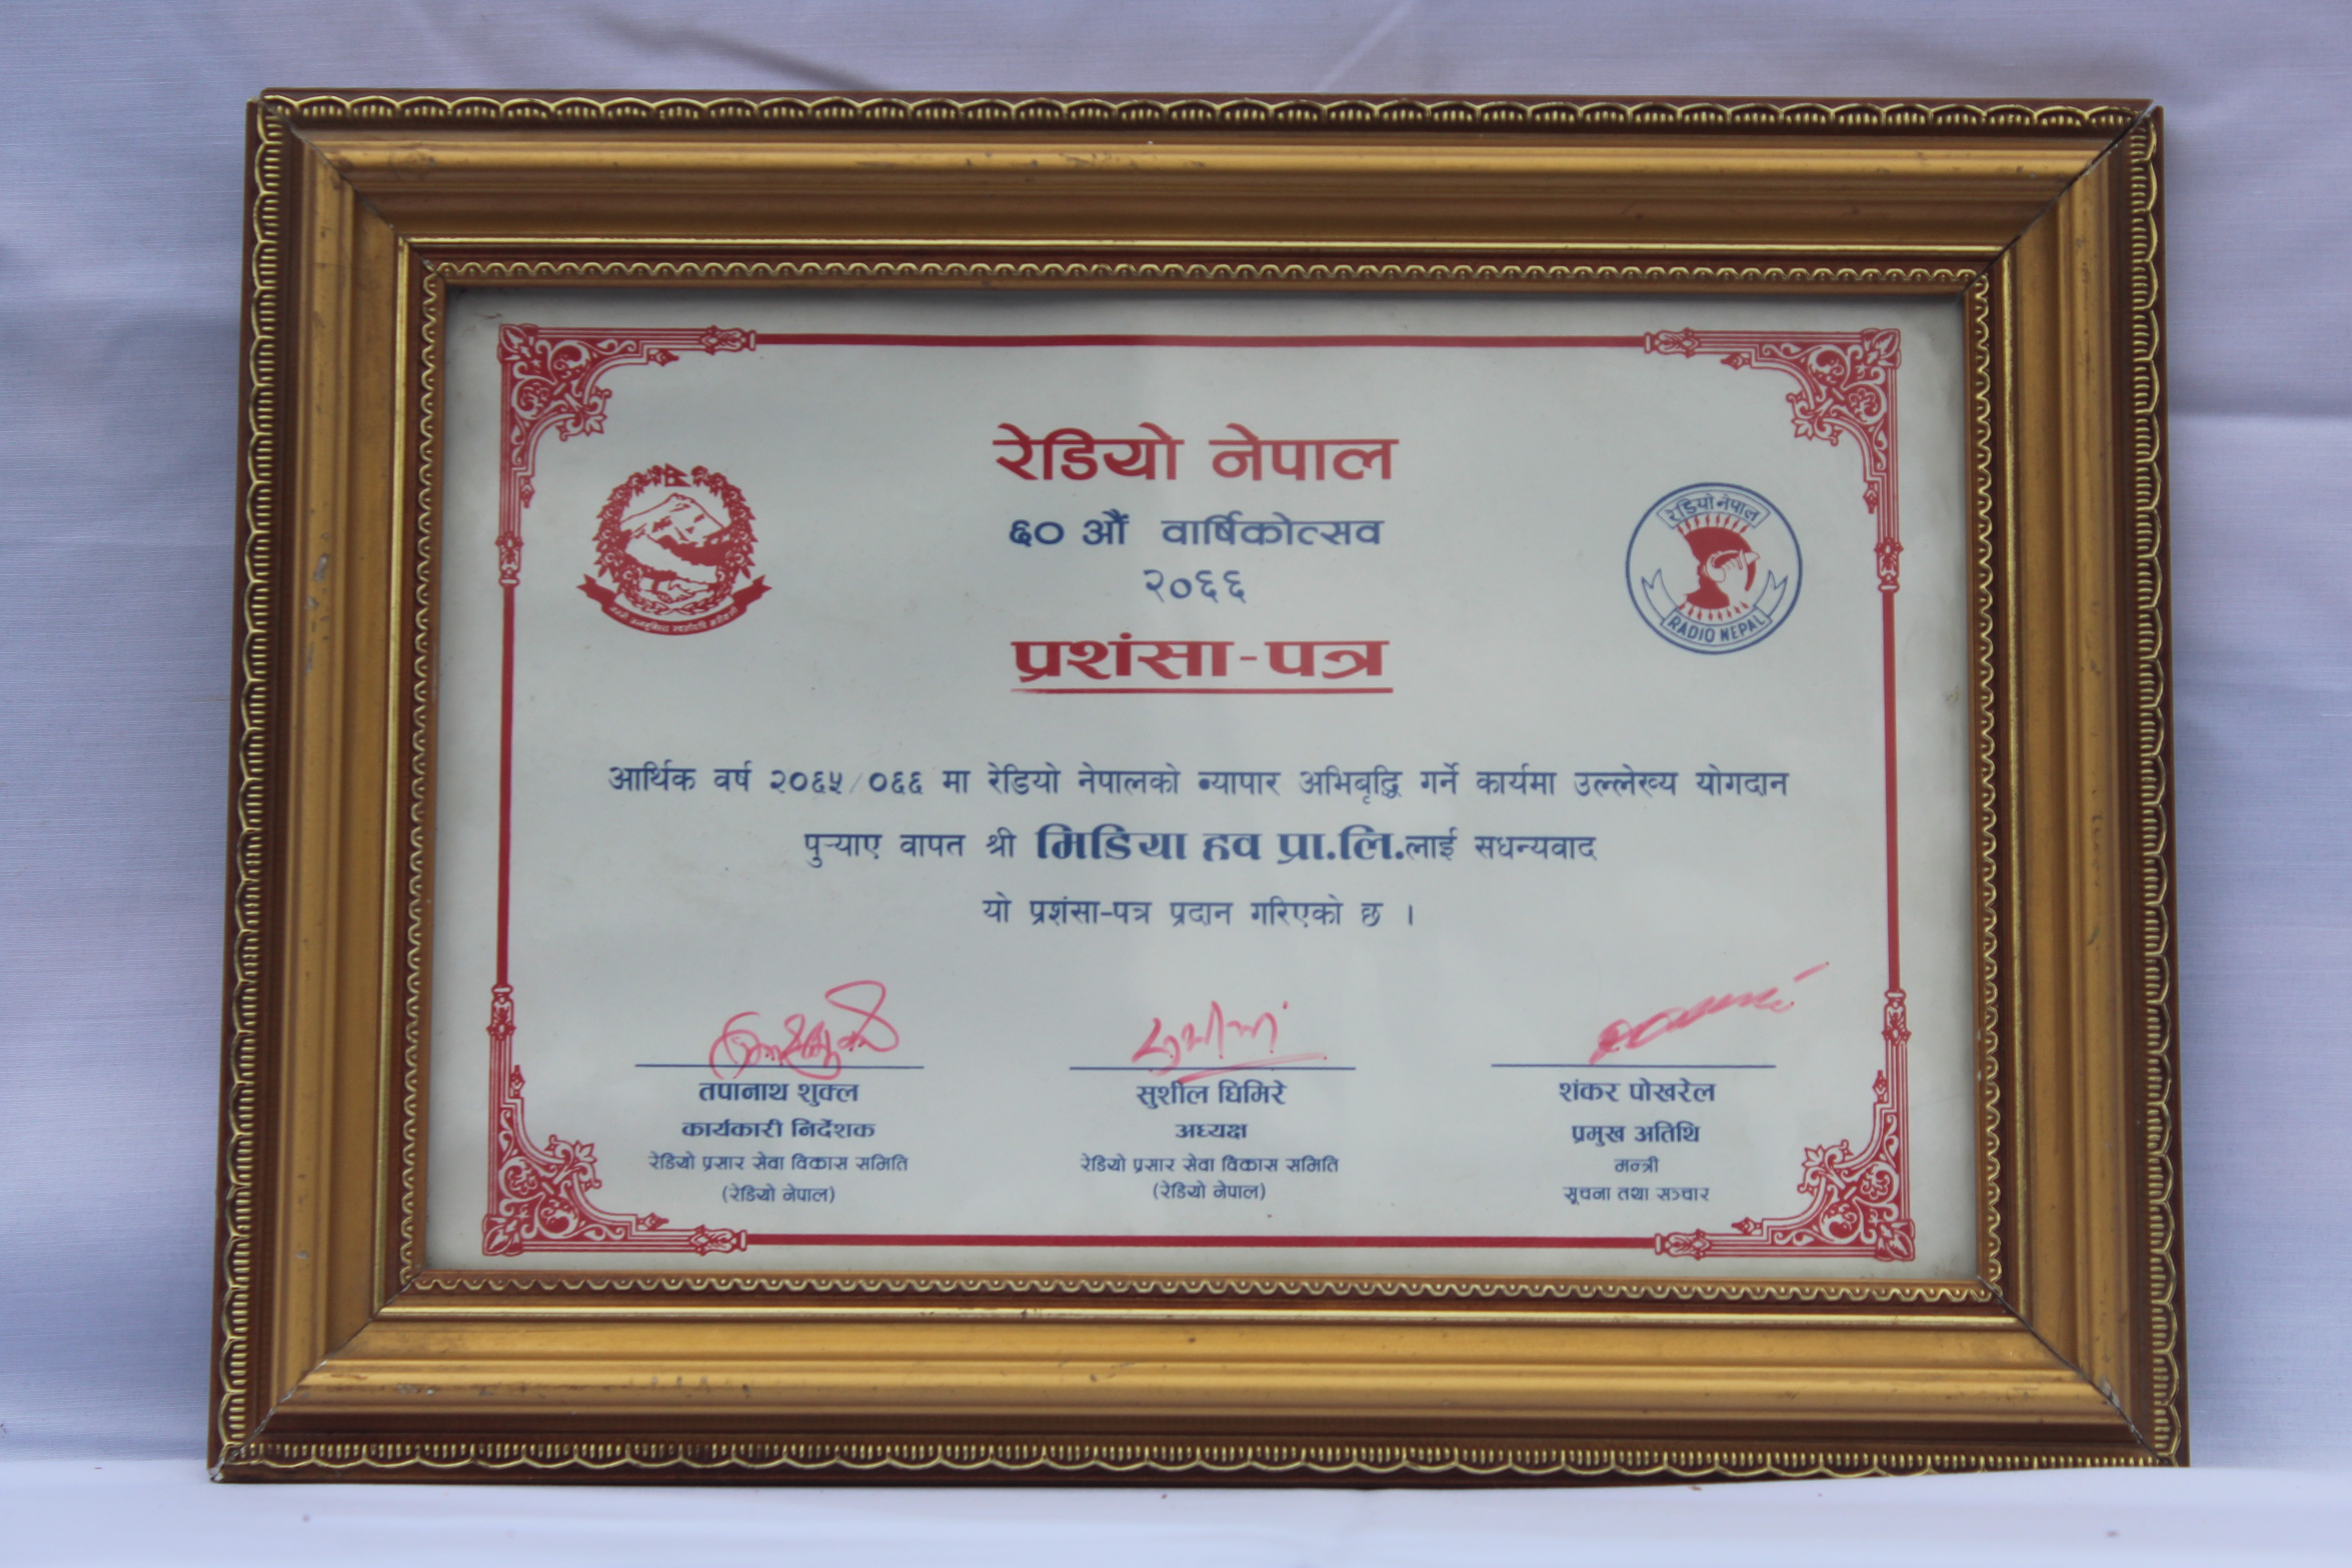 रेडियो नेपाल
६० औं वार्षिकोत्सव
२०६६
प्रशंसा-पत्र
रेडियो नेपाल
RADIO NEPAL
आर्थिक वर्ष २०६५/०६६ मा रेडियो नेपालको व्यापार अभिबृद्धि गर्ने कार्यमा उल्लेख्य योगदान
पुर्‍याए वापत श्री मिडिया हव प्रा.लि.लाई सधन्यवाद
यो प्रशंसा-पत्र प्रदान गरिएको छ ।
तपानाथ शुक्ल
कार्यकारी निर्देशक
रेडियो प्रसार सेवा विकास समिति
(रेडियो नेपाल)
सुशील घिमिरे
अध्यक्ष
रेडियो प्रसार सेवा विकास समिति
(रेडियो नेपाल)
शंकर पोखरेल
प्रमुख अतिथि
मन्त्री
सूचना तथा सञ्चार